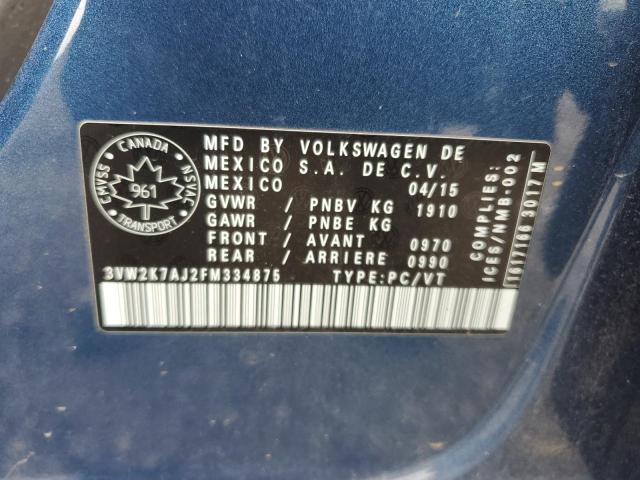 CANADA
CMVSS
NSVAC
961
TRANSPORT
MFD BY VOLKSWAGEN DE
MEXICO S.A. DE C.V.
MEXICO 04/15
GVWR / PNBV KG 1910
GAWR / PNBE KG
FRONT / AVANT 0970
REAR / ARRIERE 0990
3VW2K7AJ2FM334875 TYPE:PC/VT
COMPLIES:
ICES/NMB-002
3017 M